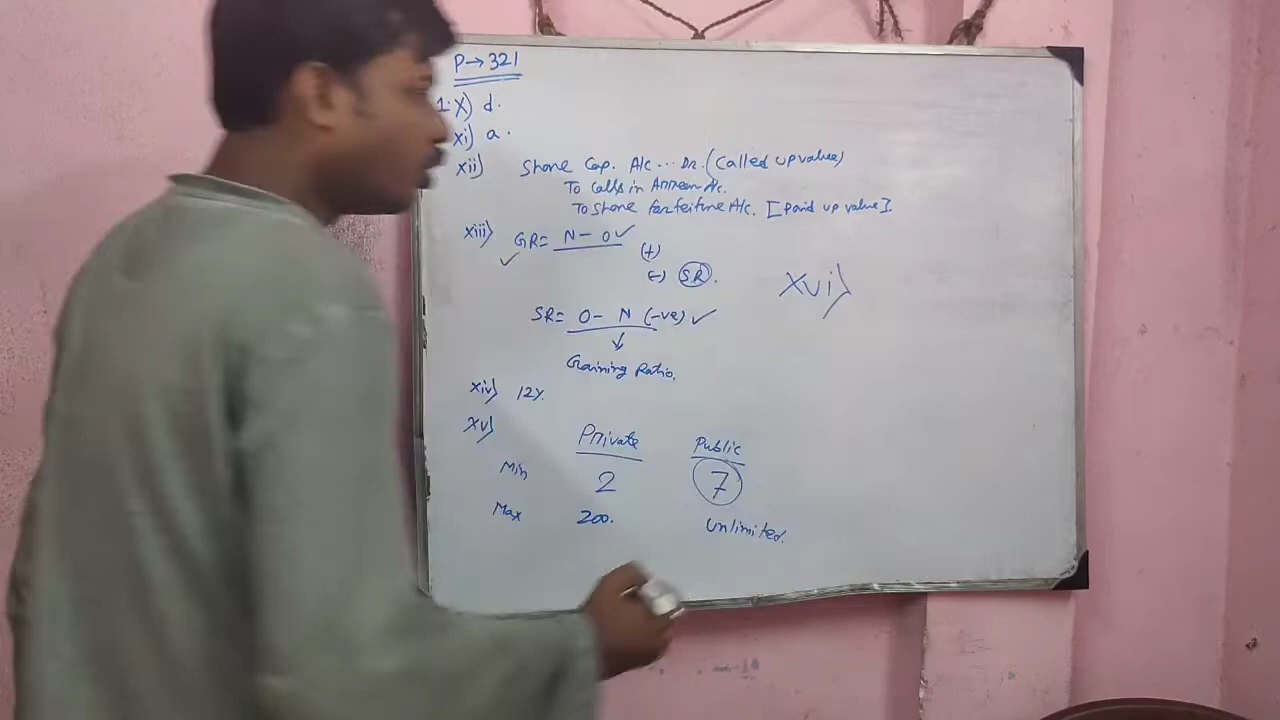 P→321
1. x) d.
xi) a.
xii) Share Cap. A/c ... Dr. (Called up value)
To Calls in Arrear A/c.
To Share forfeiture A/c. [Paid up value].
xiii) GR = N - O ✓
✓
(+)
(-) SR.
SR = O - N (-ve) ✓
↓
Gaining Ratio.
xiv) 12%.
xv)
Private Public
Min 2 7
Max 200. Unlimited.
xvi)